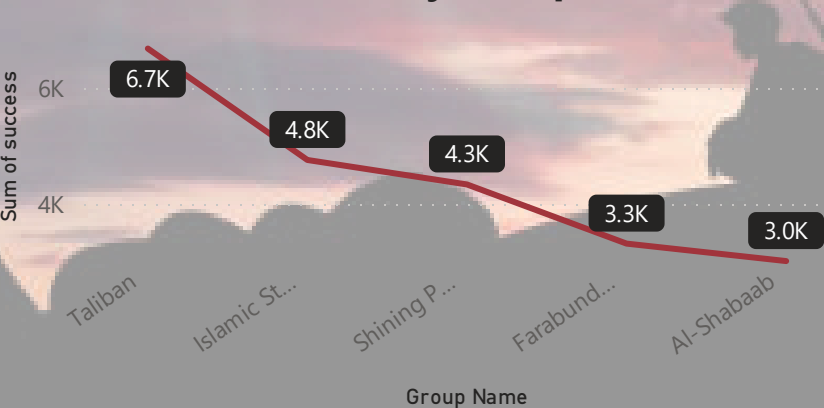 Sum of success
6K
4K
6.7K
4.8K
4.3K
3.3K
3.0K
Taliban
Islamic St...
Shining P...
Farabund...
Al-Shabaab
Group Name